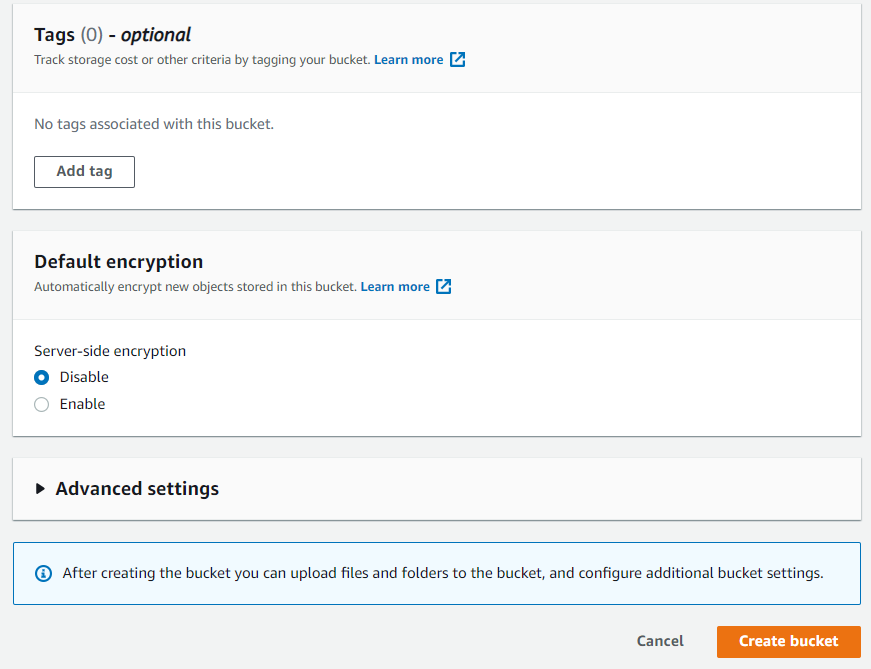 Tags (0) - optional
Track storage cost or other criteria by tagging your bucket. Learn more
No tags associated with this bucket.
Add tag
Default encryption
Automatically encrypt new objects stored in this bucket. Learn more
Server-side encryption
Disable
Enable
Advanced settings
After creating the bucket you can upload files and folders to the bucket, and configure additional bucket settings.
Cancel Create bucket